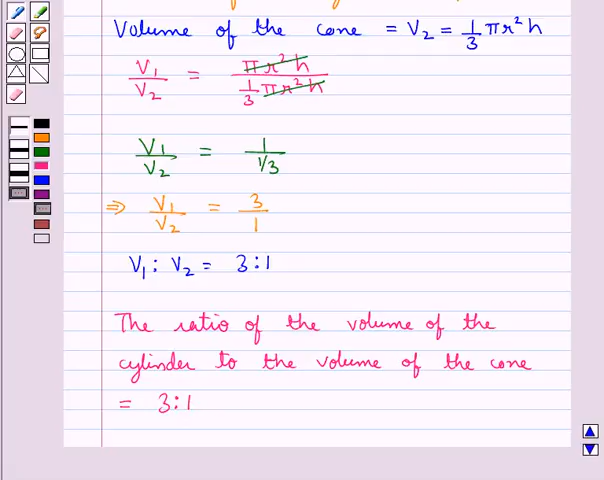 Volume of the cone = V₂ = 1/3 πr²h
V₁/V₂ = πr²h / 1/3 πr²h
V₁/V₂ = 1 / 1/3
⇒ V₁/V₂ = 3/1
V₁ : V₂ = 3:1
The ratio of the volume of the
cylinder to the volume of the cone
= 3:1